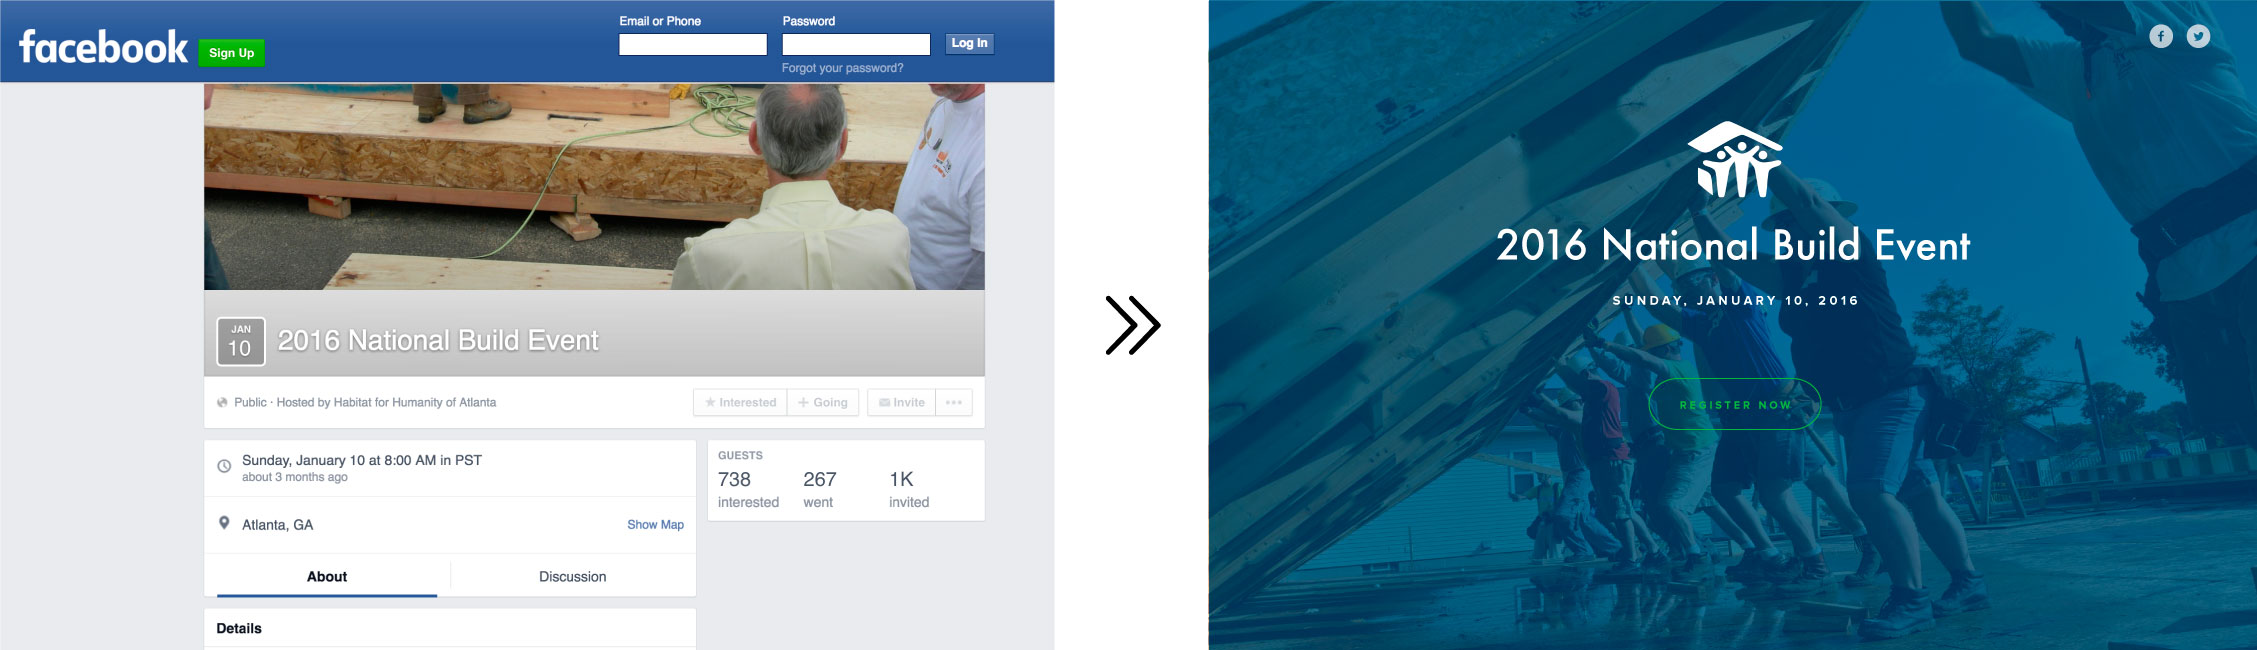 facebook
Sign Up
Email or Phone
Password
Log In
Forgot your password?
JAN
10
2016 National Build Event
Public · Hosted by Habitat for Humanity of Atlanta
Interested
Going
Invite
Sunday, January 10 at 8:00 AM in PST
about 3 months ago
Atlanta, GA
Show Map
About
Discussion
Details
GUESTS
738 267 1K
interested went invited
2016 National Build Event
SUNDAY, JANUARY 10, 2016
REGISTER NOW